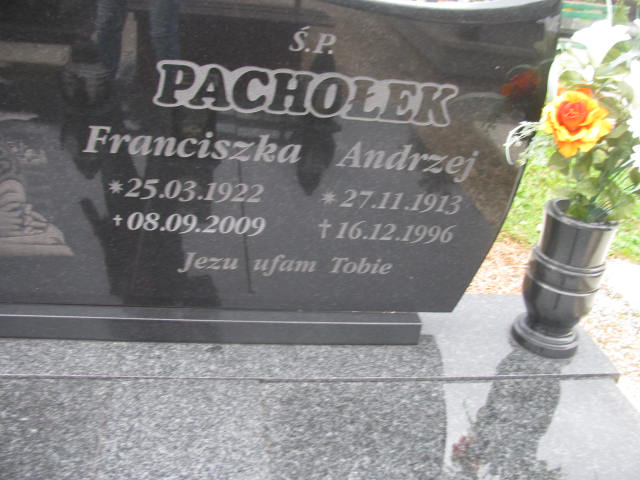 Ś.P.
PACHOŁEK
Franciszka Andrzej
*25.03.1922 *27.11.1913
+08.09.2009 †16.12.1996
Jezu ufam Tobie